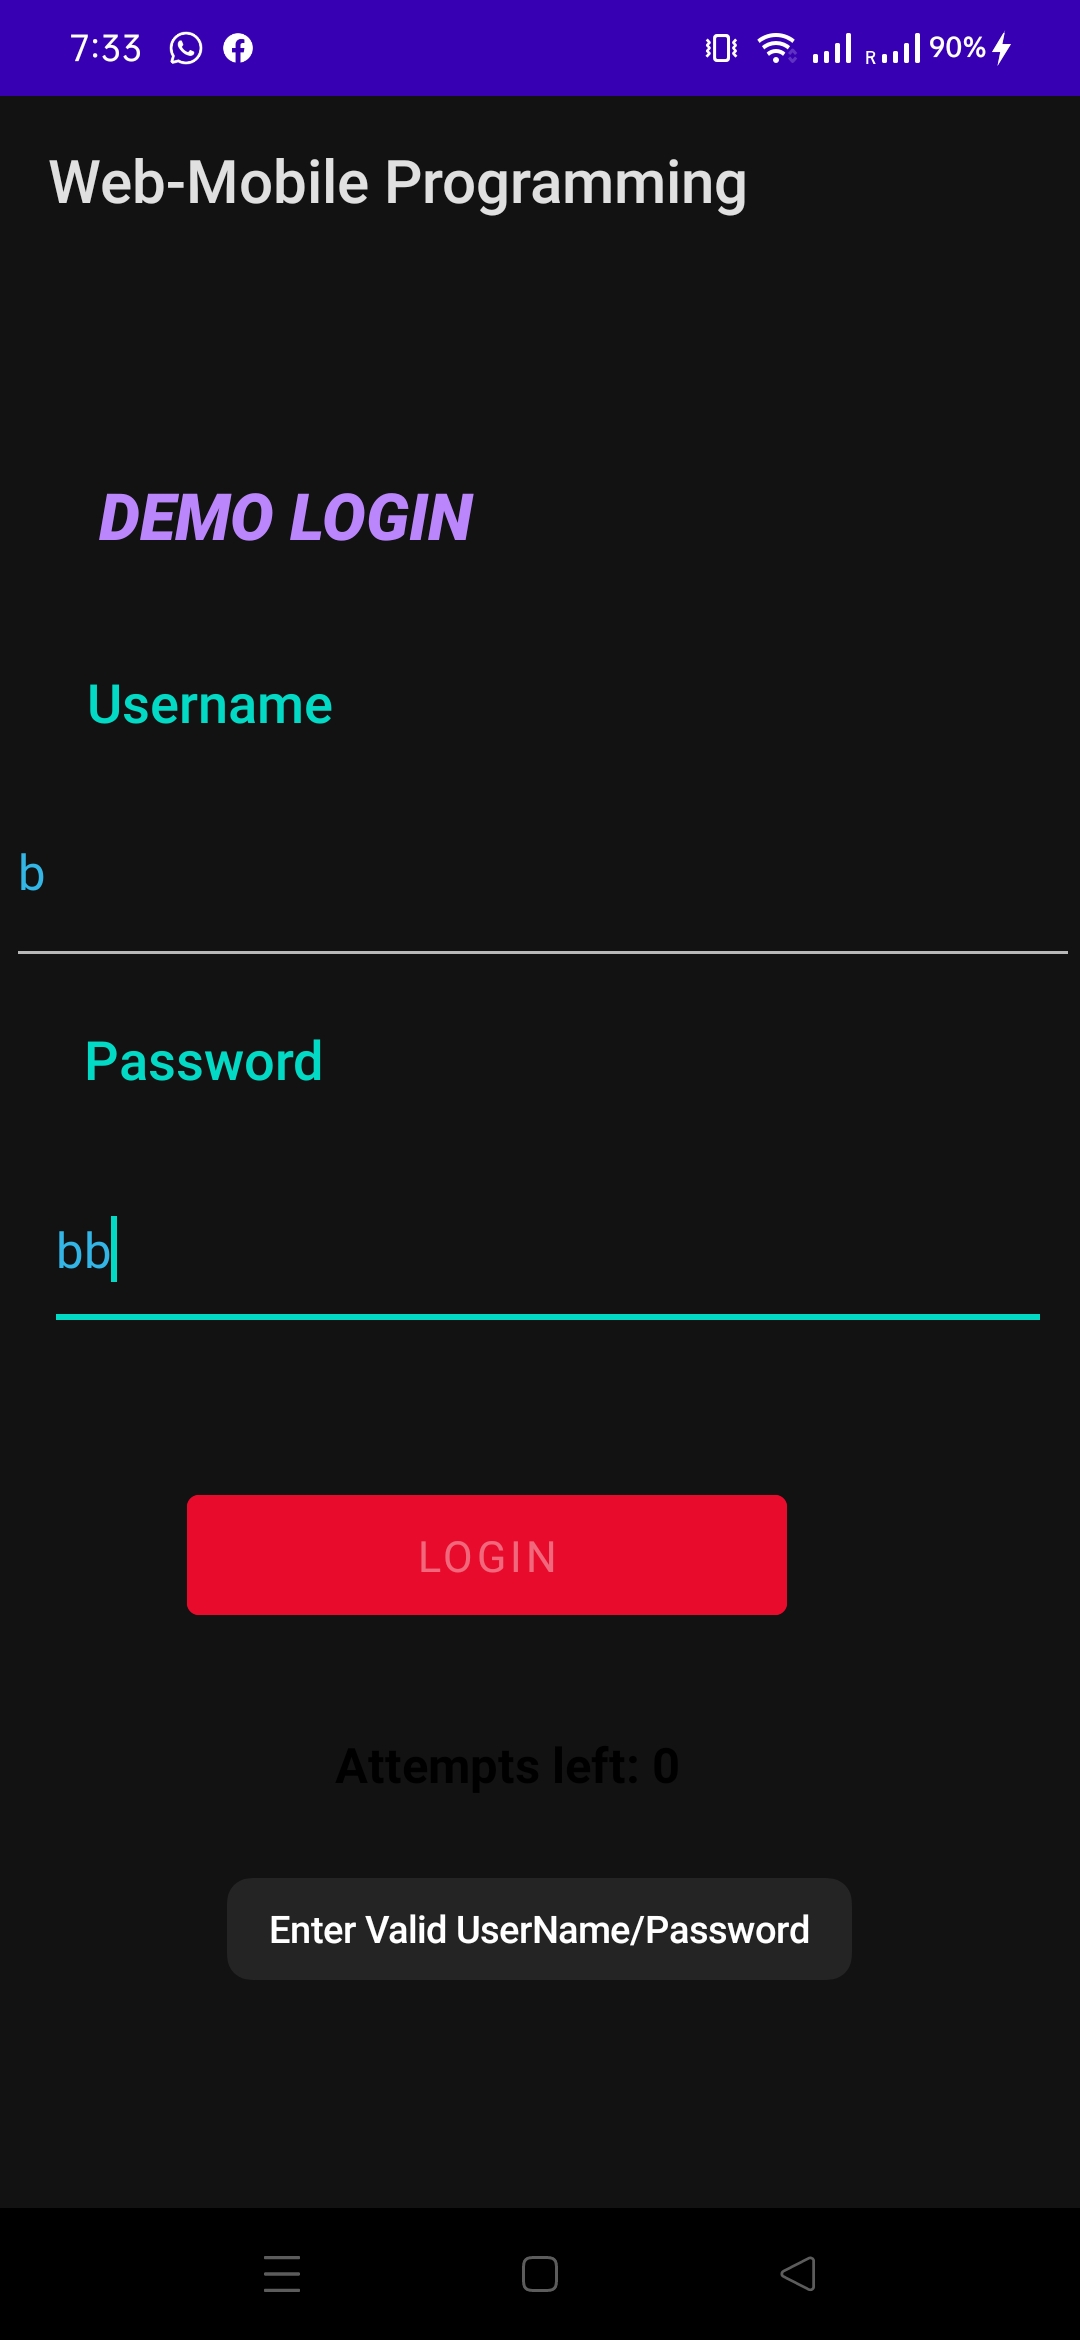 7:33 R 90%
Web-Mobile Programming
DEMO LOGIN
Username
b
Password
bb
LOGIN
Attempts left: 0
Enter Valid UserName/Password